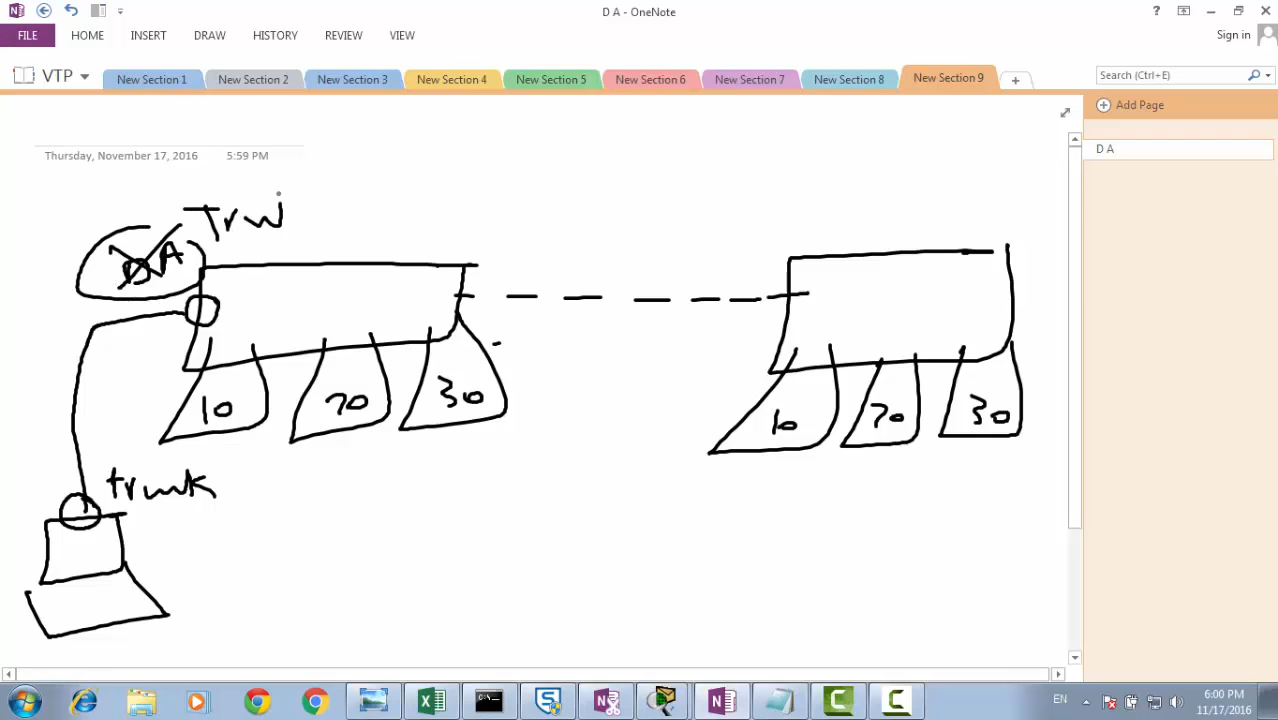 D A - OneNote
Sign in
FILE HOME INSERT DRAW HISTORY REVIEW VIEW
VTP New Section 1 New Section 2 New Section 3 New Section 4 New Section 5 New Section 6 New Section 7 New Section 8 New Section 9
Search (Ctrl+E)
Add Page
D A
Thursday, November 17, 2016 5:59 PM
DA
10 20 30
10 20 30
trunk
EN
6:00 PM
11/17/2016